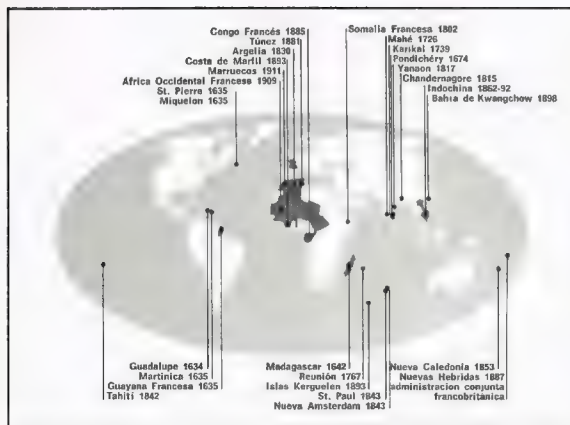 Congo Francés 1885
Túnez 1881
Argelia 1830
Costa de Marfil 1893
Marruecos 1911
África Occidental Francesa 1909
St. Pierre 1635
Miquelon 1635
Somalia Francesa 1802
Mahé 1726
Karikal 1739
Pondichéry 1674
Yanaon 1817
Chandernagore 1815
Indochina 1862-92
Bahía de Kwangchow 1898
Guadalupe 1634
Martinica 1635
Guayana Francesa 1635
Tahití 1842
Madagascar 1642
Reunión 1767
Islas Kerguelen 1893
St. Paul 1843
Nueva Amsterdam 1843
Nueva Caledonia 1853
Nuevas Hebridas 1887
administracion conjunta
francobritánica